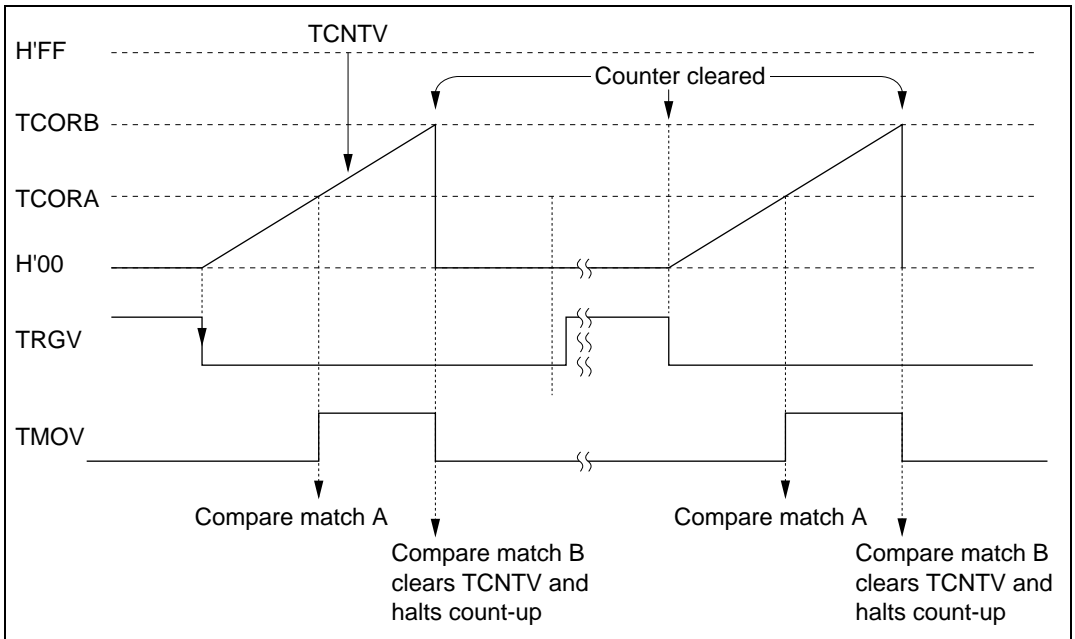 TCNTV
H'FF
Counter cleared
TCORB
TCORA
H'00
TRGV
TMOV
Compare match A
Compare match A
Compare match B
clears TCNTV and
halts count-up
Compare match B
clears TCNTV and
halts count-up